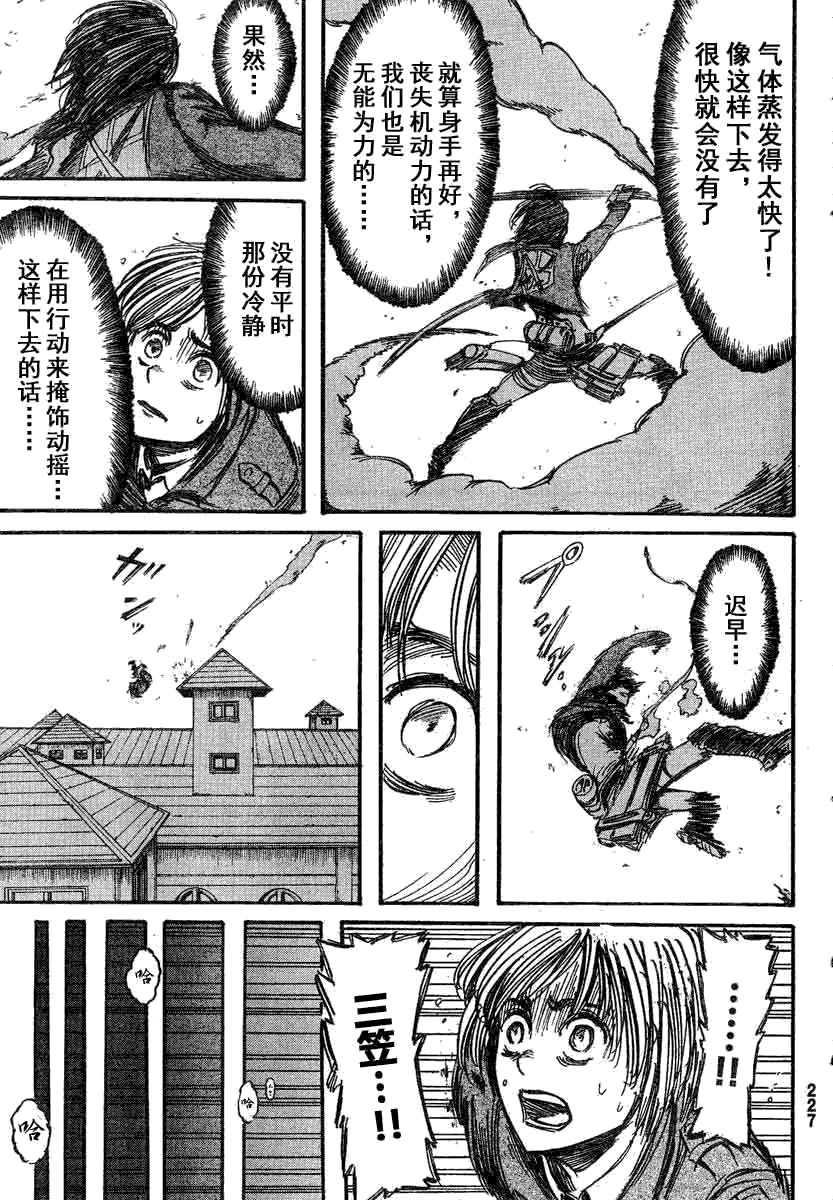 气体蒸发得太快了!
像这样下去,
很快就会没有了
就算身手再好,
丧失机动力的话,
我们也是
无能为力的……
果然…
没有平时
那份冷静
在用行动来掩饰动摇…
这样下去的话……
迟早…
……!!
三笠…!!
哈
哈
哈
227